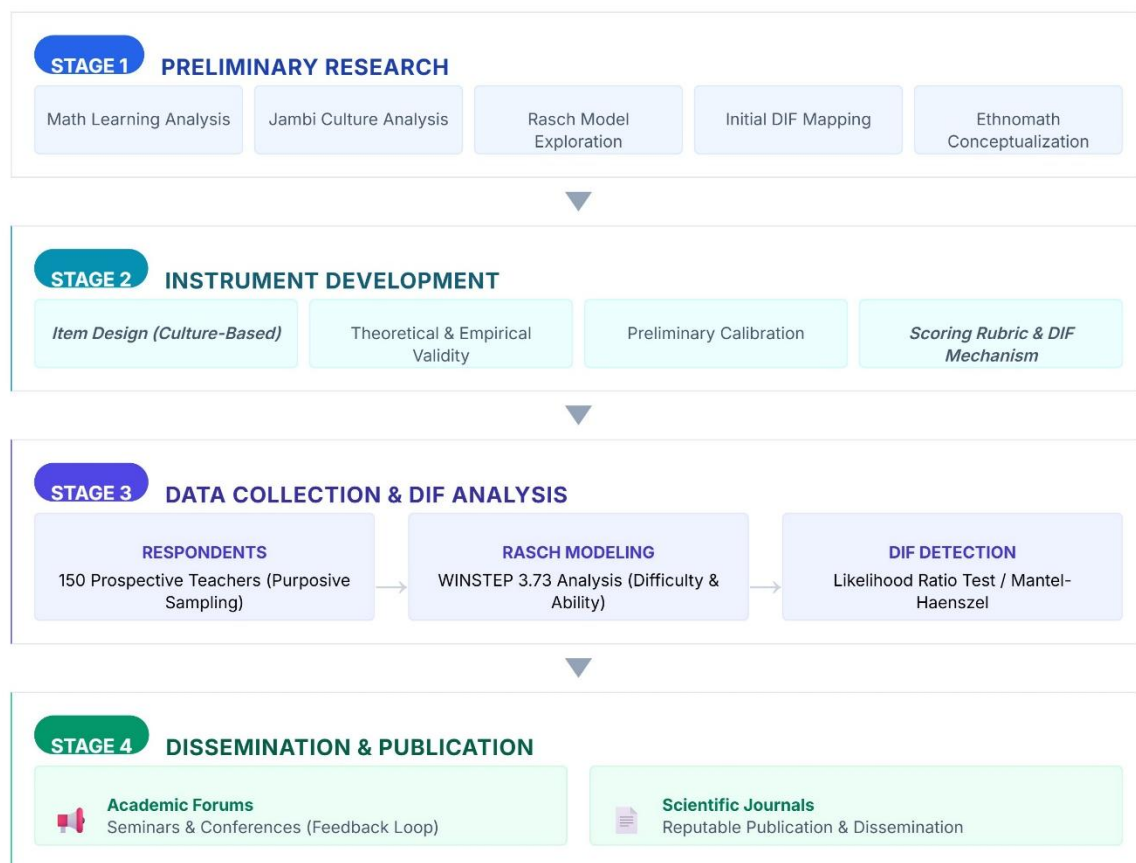 STAGE 1 PRELIMINARY RESEARCH
Math Learning Analysis
Jambi Culture Analysis
Rasch Model
Exploration
Initial DIF Mapping
Ethnomath
Conceptualization
STAGE 2 INSTRUMENT DEVELOPMENT
Item Design (Culture-Based)
Theoretical & Empirical
Validity
Preliminary Calibration
Scoring Rubric & DIF
Mechanism
STAGE 3 DATA COLLECTION & DIF ANALYSIS
RESPONDENTS
150 Prospective Teachers (Purposive
Sampling)
RASCH MODELING
WINSTEP 3.73 Analysis (Difficulty &
Ability)
DIF DETECTION
Likelihood Ratio Test / Mantel-
Haenszel
STAGE 4 DISSEMINATION & PUBLICATION
Academic Forums
Seminars & Conferences (Feedback Loop)
Scientific Journals
Reputable Publication & Dissemination